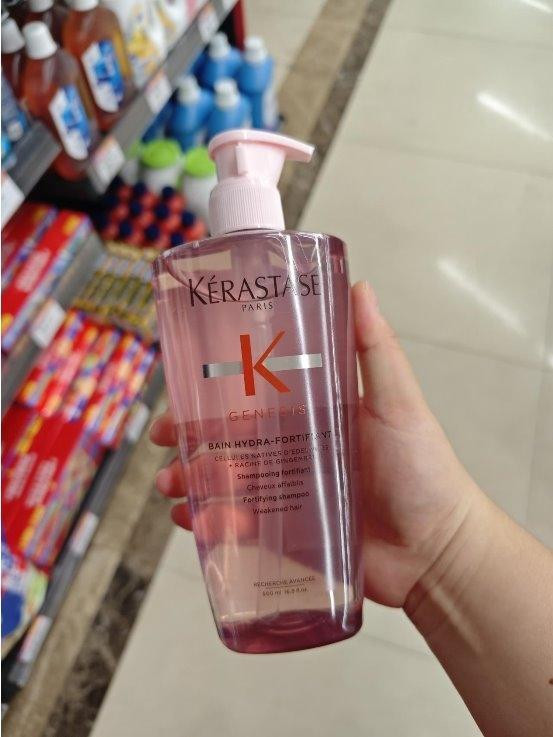 KÉRASTASE
PARIS
K
GENESIS
BAIN HYDRA-FORTIFIANT
CELLULES NATIVES D'EDELWEISS
+ RACINE DE GINGEMBRE
Shampooing fortifiant
Cheveux affaiblis
Fortifying shampoo
Weakened hair
RECHERCHE AVANCÉE
500 ml 16.9 fl.oz.